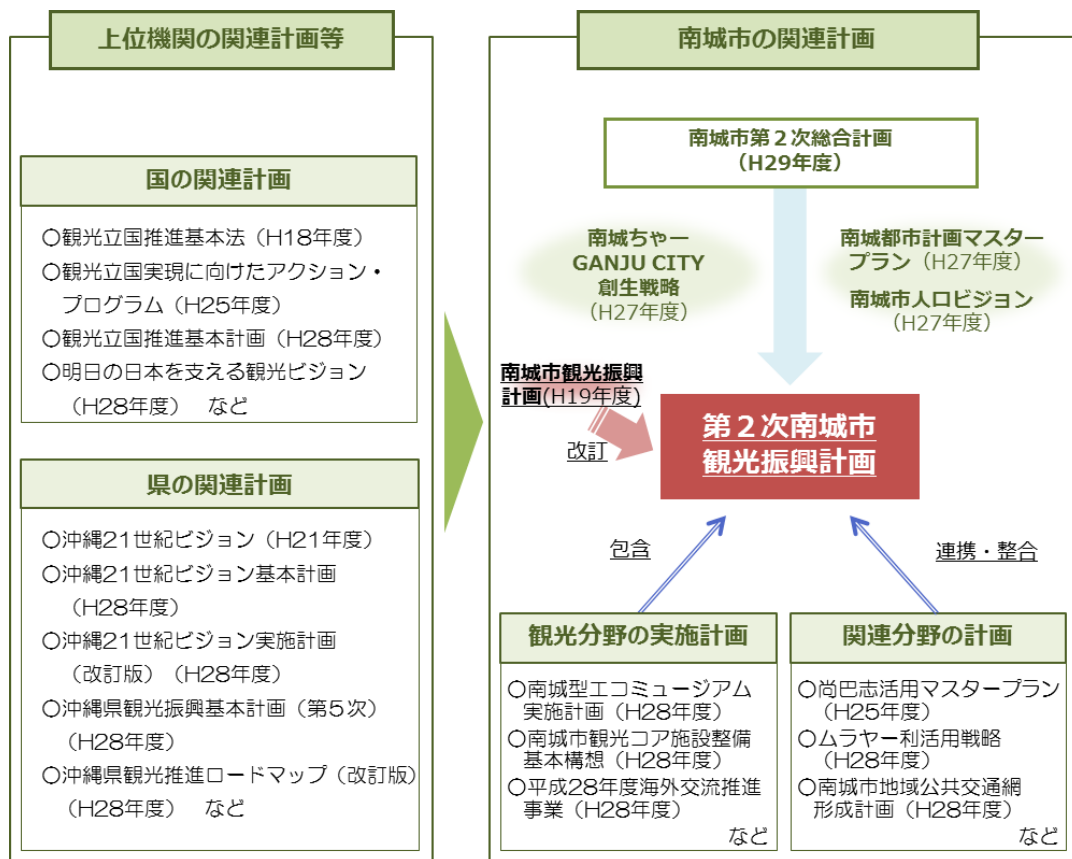 上位機関の関連計画等
国の関連計画
〇観光立国推進基本法（H18年度）
〇観光立国実現に向けたアクション・
プログラム（H25年度）
〇観光立国推進基本計画（H28年度）
〇明日の日本を支える観光ビジョン
（H28年度）　など
県の関連計画
〇沖縄21世紀ビジョン（H21年度）
〇沖縄21世紀ビジョン基本計画
（H28年度）
〇沖縄21世紀ビジョン実施計画
（改訂版）（H28年度）
〇沖縄県観光振興基本計画（第5次）
（H28年度）
〇沖縄県観光推進ロードマップ（改訂版）
（H28年度）　など
南城市の関連計画
南城市第２次総合計画
（H29年度）
南城ちゃー
GANJU CITY
創生戦略
（H27年度）
南城都市計画マスター
プラン（H27年度）
南城市人口ビジョン
（H27年度）
南城市観光振興
計画(H19年度)
改訂
第２次南城市
観光振興計画
包含
連携・整合
観光分野の実施計画
〇南城型エコミュージアム
実施計画（H28年度）
〇南城市観光コア施設整備
基本構想（H28年度）
〇平成28年度海外交流推進
事業（H28年度）
など
関連分野の計画
〇尚巴志活用マスタープラン
（H25年度）
〇ムラヤー利活用戦略
（H28年度）
〇南城市地域公共交通網
形成計画（H28年度）
など